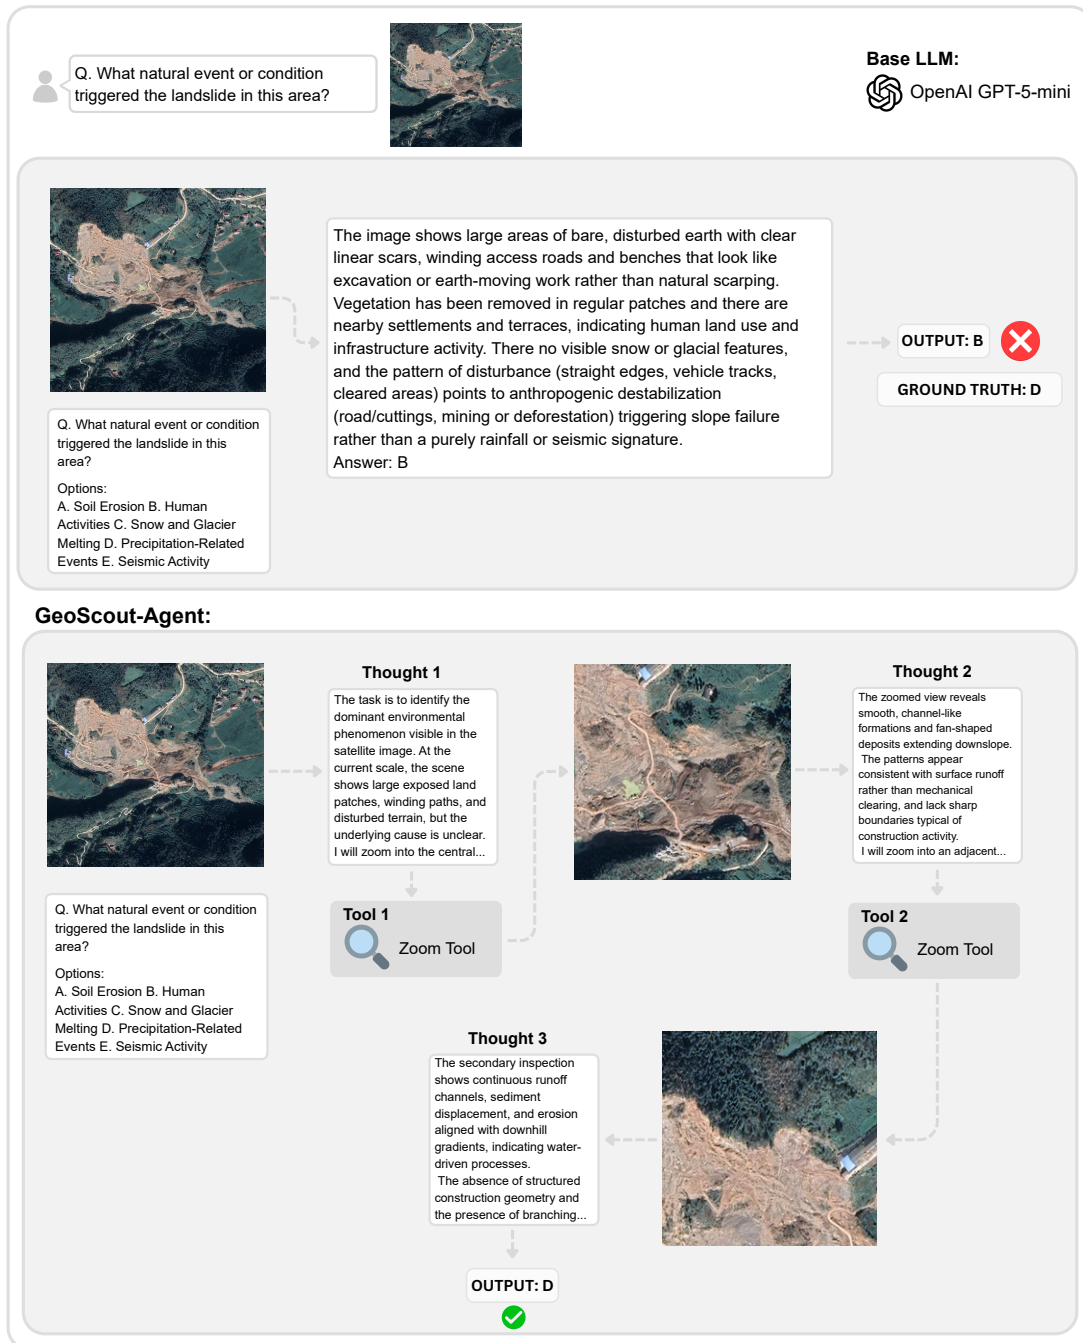 Q. What natural event or condition
triggered the landslide in this area?
Base LLM:
OpenAI GPT-5-mini
Q. What natural event or condition
triggered the landslide in this
area?
Options:
A. Soil Erosion B. Human
Activities C. Snow and Glacier
Melting D. Precipitation-Related
Events E. Seismic Activity
The image shows large areas of bare, disturbed earth with clear
linear scars, winding access roads and benches that look like
excavation or earth-moving work rather than natural scarping.
Vegetation has been removed in regular patches and there are
nearby settlements and terraces, indicating human land use and
infrastructure activity. There no visible snow or glacial features,
and the pattern of disturbance (straight edges, vehicle tracks,
cleared areas) points to anthropogenic destabilization
(road/cuttings, mining or deforestation) triggering slope failure
rather than a purely rainfall or seismic signature.
Answer: B
OUTPUT: B
GROUND TRUTH: D
GeoScout-Agent:
Q. What natural event or condition
triggered the landslide in this
area?
Options:
A. Soil Erosion B. Human
Activities C. Snow and Glacier
Melting D. Precipitation-Related
Events E. Seismic Activity
Thought 1
The task is to identify the
dominant environmental
phenomenon visible in the
satellite image. At the
current scale, the scene
shows large exposed land
patches, winding paths, and
disturbed terrain, but the
underlying cause is unclear.
I will zoom into the central...
Tool 1
Zoom Tool
Thought 2
The zoomed view reveals
smooth, channel-like
formations and fan-shaped
deposits extending downslope.
The patterns appear
consistent with surface runoff
rather than mechanical
clearing, and lack sharp
boundaries typical of
construction activity.
I will zoom into an adjacent...
Tool 2
Zoom Tool
Thought 3
The secondary inspection
shows continuous runoff
channels, sediment
displacement, and erosion
aligned with downhill
gradients, indicating water-
driven processes.
The absence of structured
construction geometry and
the presence of branching...
OUTPUT: D